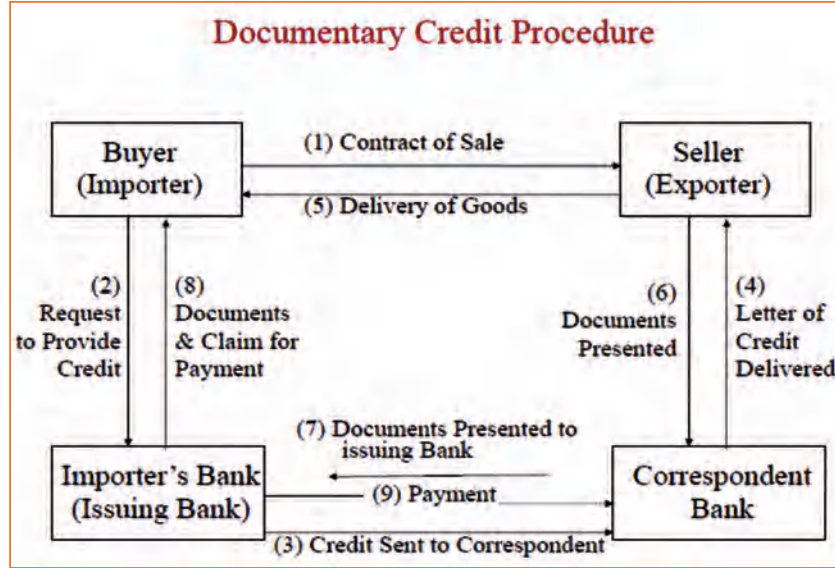 Documentary Credit Procedure
Buyer
(Importer)
(1) Contract of Sale
(5) Delivery of Goods
Seller
(Exporter)
(2)
Request
to Provide
Credit
(8)
Documents
& Claim for
Payment
(6)
Documents
Presented
(4)
Letter of
Credit
Delivered
(7) Documents Presented to
issuing Bank
Importer's Bank
(Issuing Bank)
(9) Payment
(3) Credit Sent to Correspondent
Correspondent
Bank